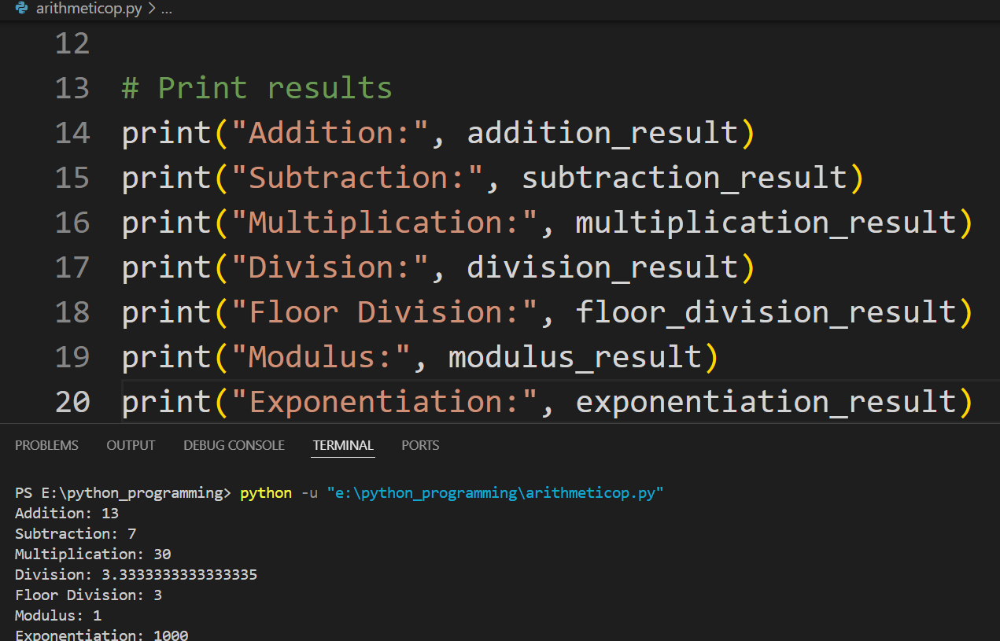 arithmeticop.py > ...
12
13 # Print results
14 print("Addition:", addition_result)
15 print("Subtraction:", subtraction_result)
16 print("Multiplication:", multiplication_result)
17 print("Division:", division_result)
18 print("Floor Division:", floor_division_result)
19 print("Modulus:", modulus_result)
20 print("Exponentiation:", exponentiation_result)
PROBLEMS OUTPUT DEBUG CONSOLE TERMINAL PORTS
PS E:\python_programming> python -u "e:\python_programming\arithmeticop.py"
Addition: 13
Subtraction: 7
Multiplication: 30
Division: 3.3333333333333335
Floor Division: 3
Modulus: 1
Exponentiation: 1000